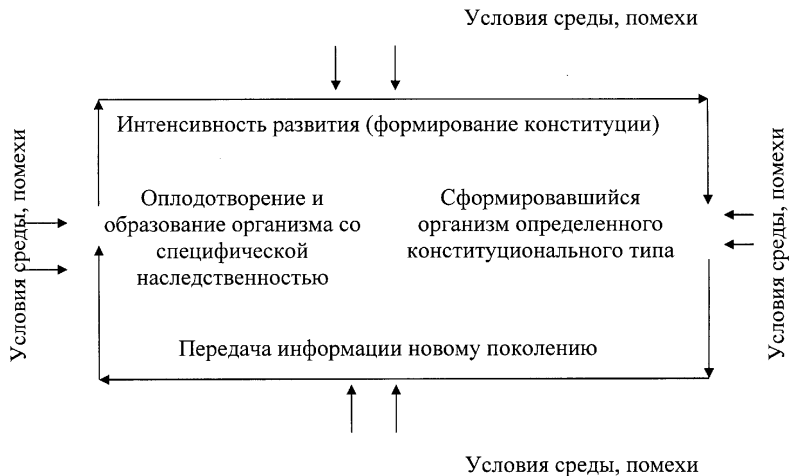 Условия среды, помехи
Интенсивность развития (формирование конституции)
Условия среды, помехи
Оплодотворение и
образование организма со
специфической
наследственностью
Сформировавшийся
организм определенного
конституционального типа
Условия среды, помехи
Передача информации новому поколению
Условия среды, помехи